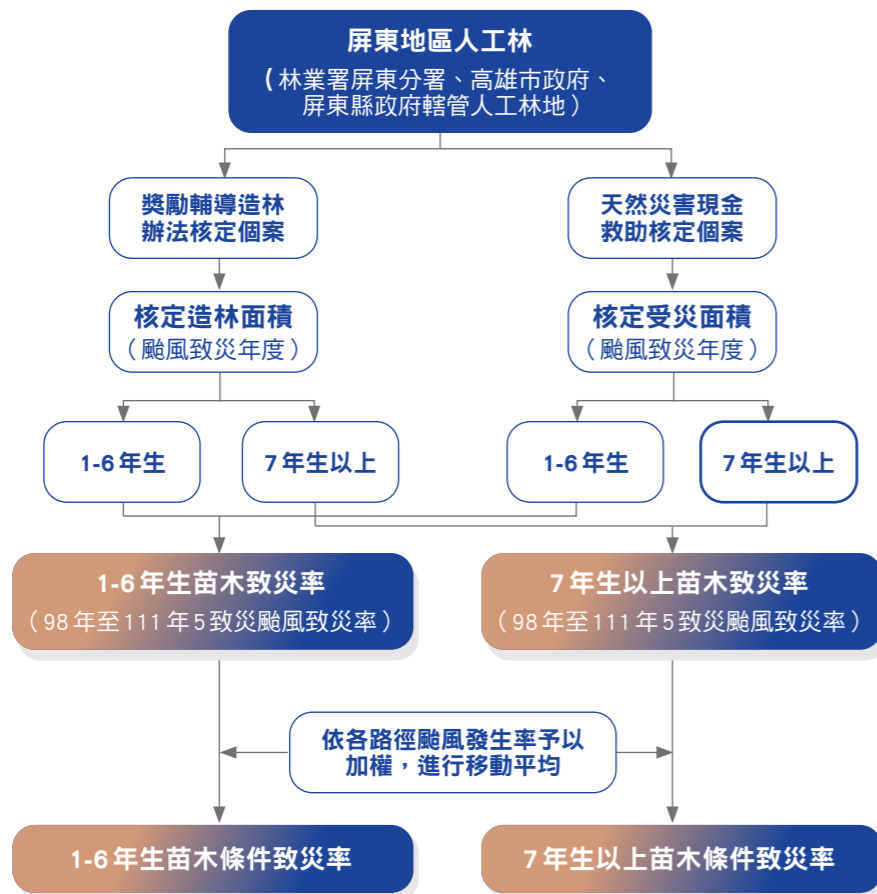 屏東地區人工林
(林業署屏東分署、高雄市政府、
屏東縣政府轄管人工林地)
獎勵輔導造林
辦法核定個案
天然災害現金
救助核定個案
核定造林面積
(颱風致災年度)
核定受災面積
(颱風致災年度)
1-6年生
7年生以上
1-6年生
7年生以上
1-6年生苗木致災率
(98年至111年5致災颱風致災率)
7年生以上苗木致災率
(98年至111年5致災颱風致災率)
依各路徑颱風發生率予以
加權,進行移動平均
1-6年生苗木條件致災率
7年生以上苗木條件致災率